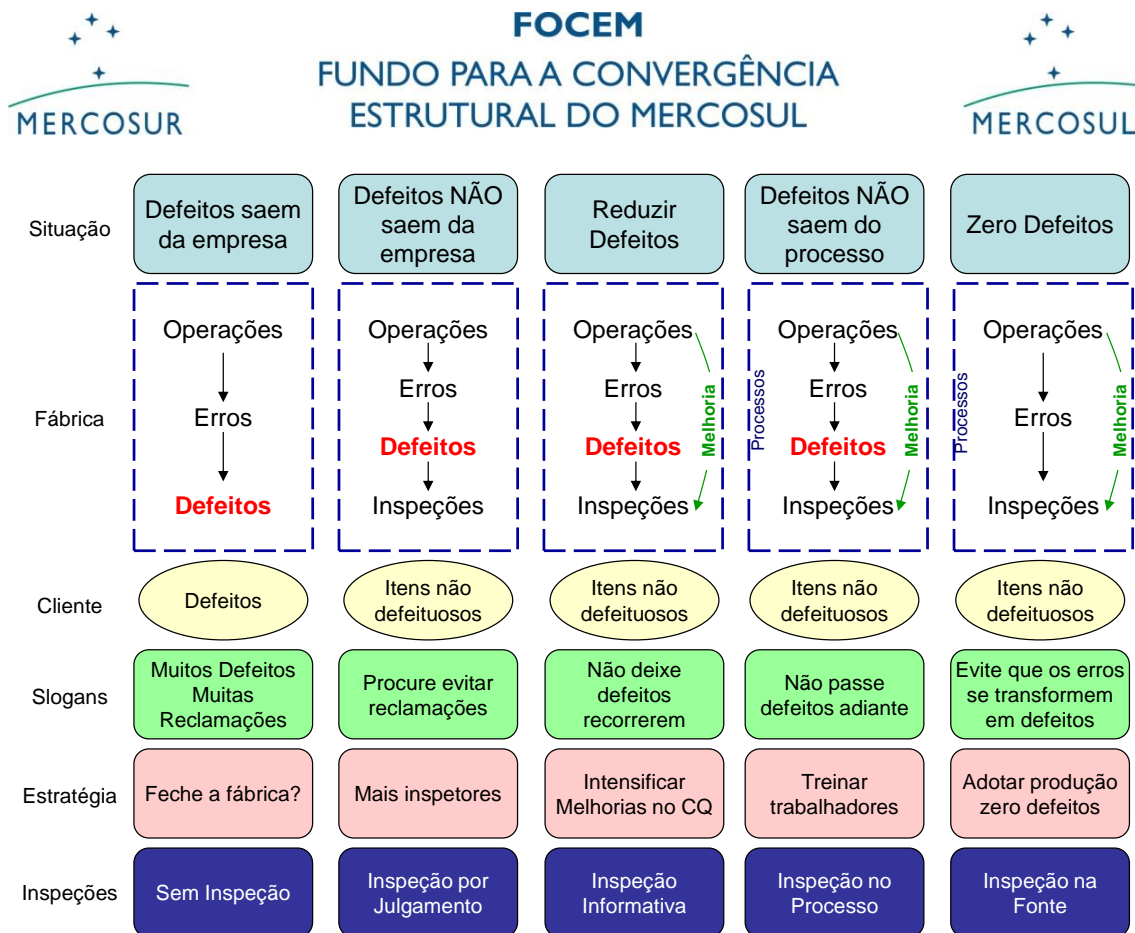 FOCEM
FUNDO PARA A CONVERGÊNCIA
ESTRUTURAL DO MERCOSUL
MERCOSUR
MERCOSUL
Situação
Defeitos saem
da empresa
Defeitos NÃO
saem da
empresa
Reduzir
Defeitos
Defeitos NÃO
saem do
processo
Zero Defeitos
Fábrica
Operações
Erros
Defeitos
Operações
Erros
Defeitos
Inspeções
Operações
Erros
Defeitos
Inspeções
Melhoria
Processos
Operações
Erros
Defeitos
Inspeções
Melhoria
Processos
Operações
Erros
Inspeções
Melhoria
Cliente
Defeitos
Itens não
defeituosos
Itens não
defeituosos
Itens não
defeituosos
Itens não
defeituosos
Slogans
Muitos Defeitos
Muitas
Reclamações
Procure evitar
reclamações
Não deixe
defeitos
recorrerem
Não passe
defeitos adiante
Evite que os erros
se transformem
em defeitos
Estratégia
Feche a fábrica?
Mais inspetores
Intensificar
Melhorias no CQ
Treinar
trabalhadores
Adotar produção
zero defeitos
Inspeções
Sem Inspeção
Inspeção por
Julgamento
Inspeção
Informativa
Inspeção no
Processo
Inspeção na
Fonte